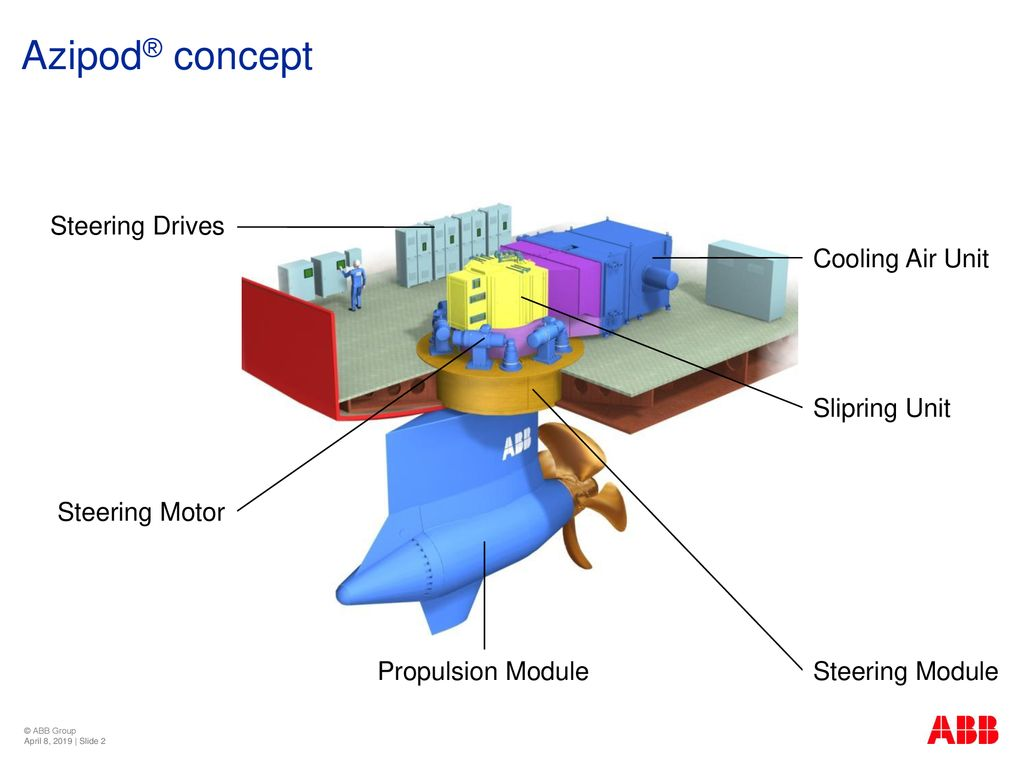 Azipod® concept
Steering Drives
Cooling Air Unit
Slipring Unit
ABB
Steering Motor
Propulsion Module
Steering Module
© ABB Group
April 8, 2019 | Slide 2
ABB